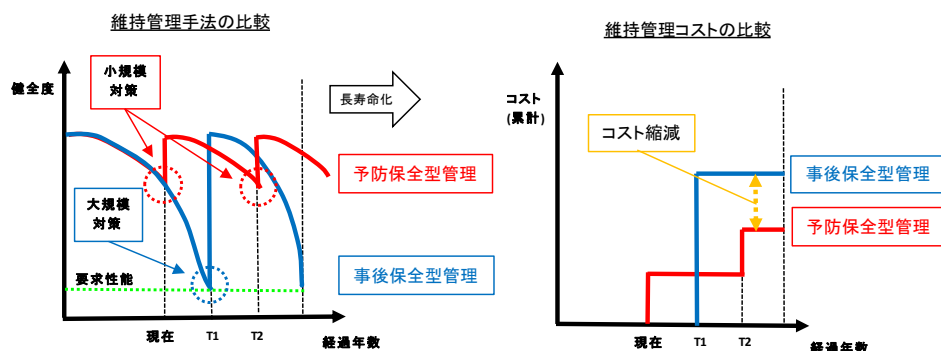 維持管理手法の比較
健全度
小規模
対策
大規模
対策
要求性能
現在
T1
T2
経過年数
長寿命化
予防保全型管理
事後保全型管理
維持管理コストの比較
コスト
(累計)
コスト縮減
事後保全型管理
予防保全型管理
現在
T1
T2
経過年数